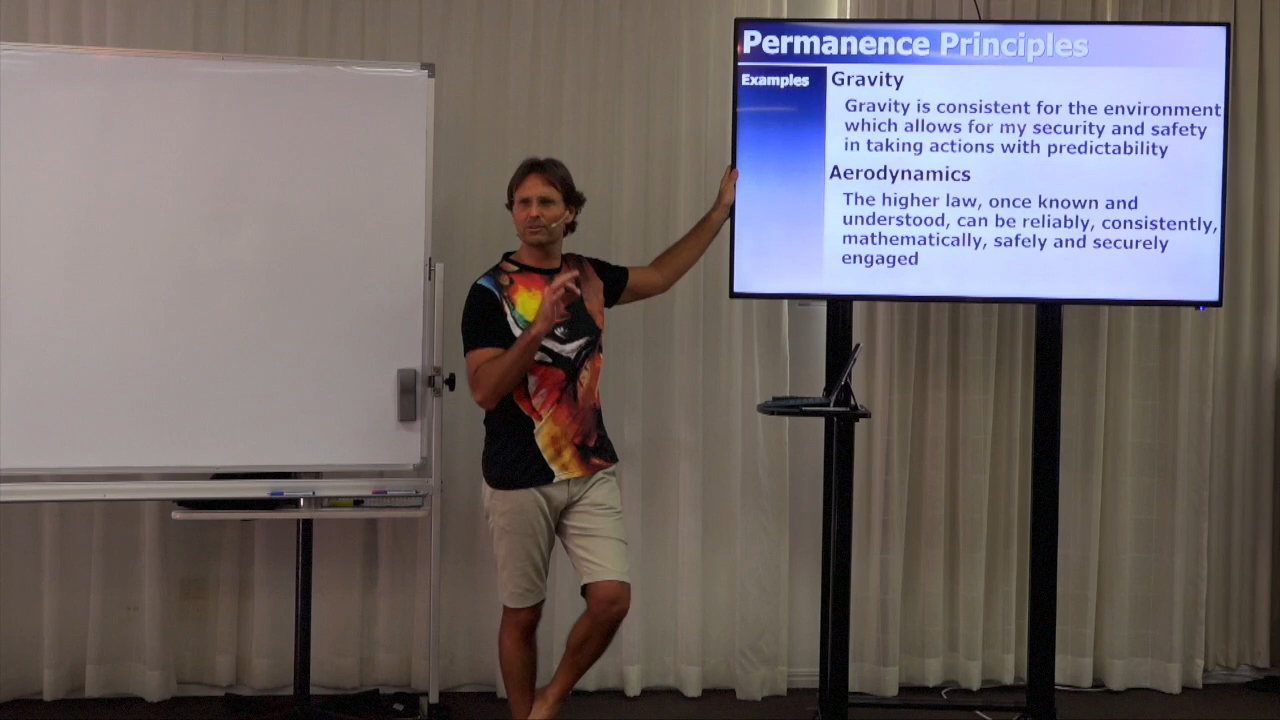 Permanence Principles
Examples
Gravity
Gravity is consistent for the environment
which allows for my security and safety
in taking actions with predictability
Aerodynamics
The higher law, once known and
understood, can be reliably, consistently,
mathematically, safely and securely
engaged